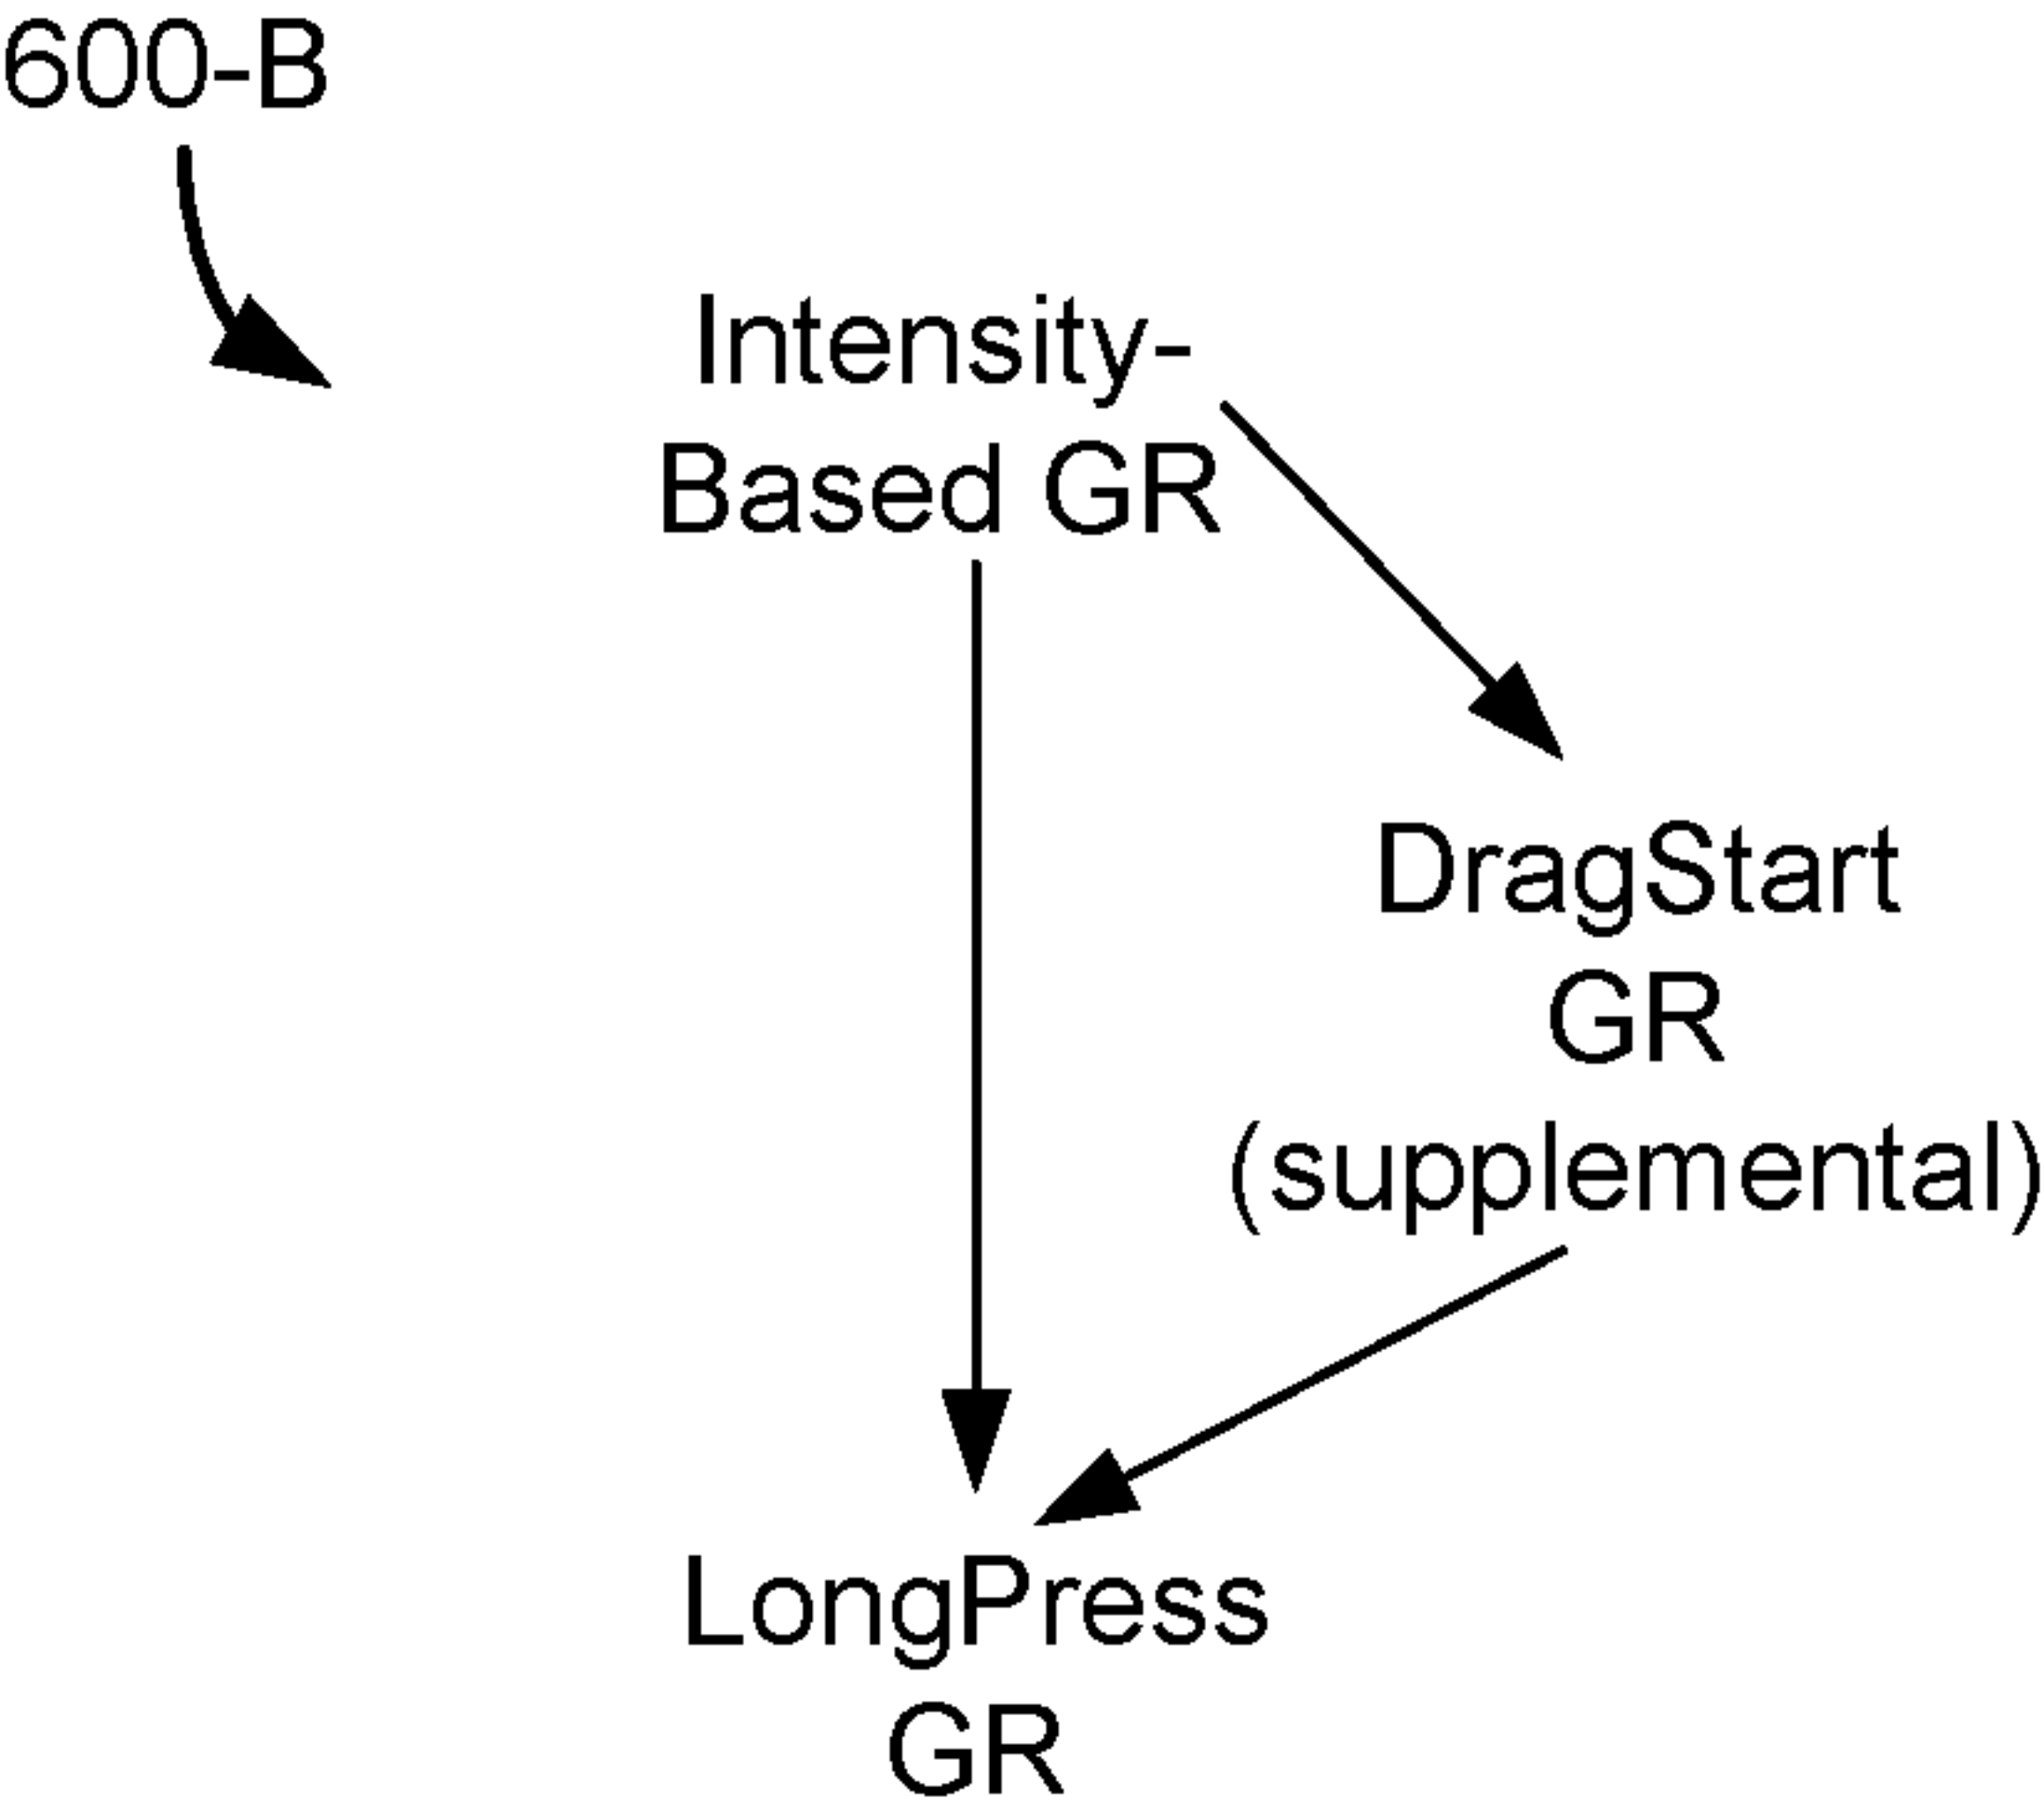 600-B
Intensity-
Based GR
DragStart
GR
(supplemental)
LongPress
GR